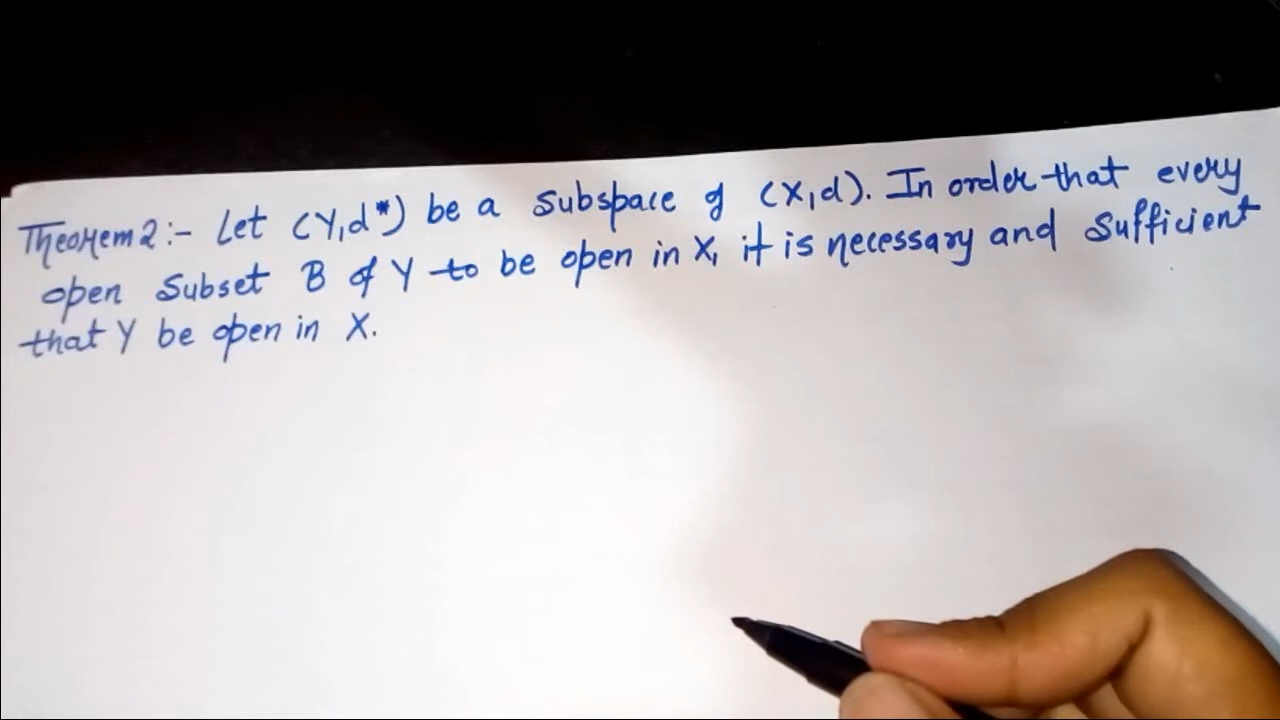 Theorem 2:- Let (Y,d*) be a subspace of (X,d). In order that every
open subset B of Y to be open in X, it is necessary and sufficient
that Y be open in X.